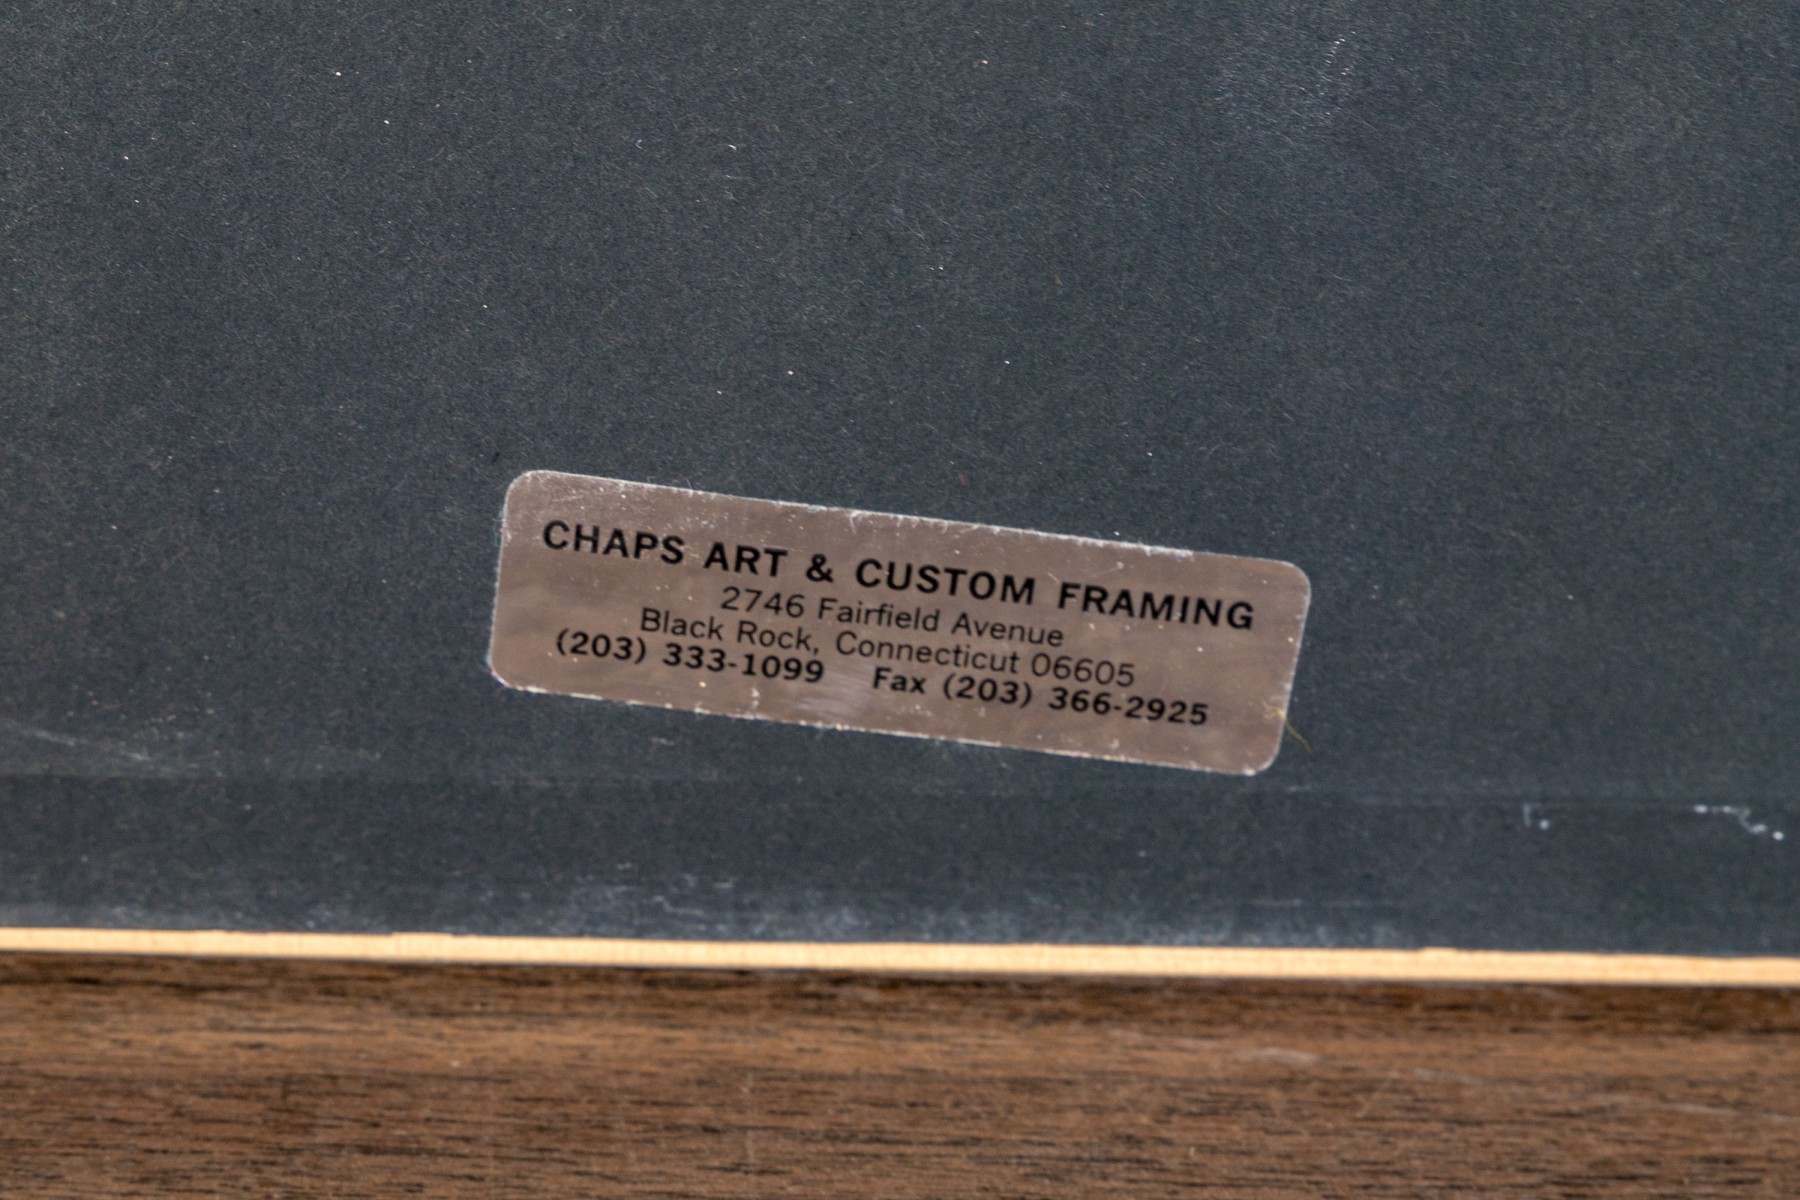 CHAPS ART & CUSTOM FRAMING
2746 Fairfield Avenue
Black Rock, Connecticut 06605
(203) 333-1099 Fax (203) 366-2925